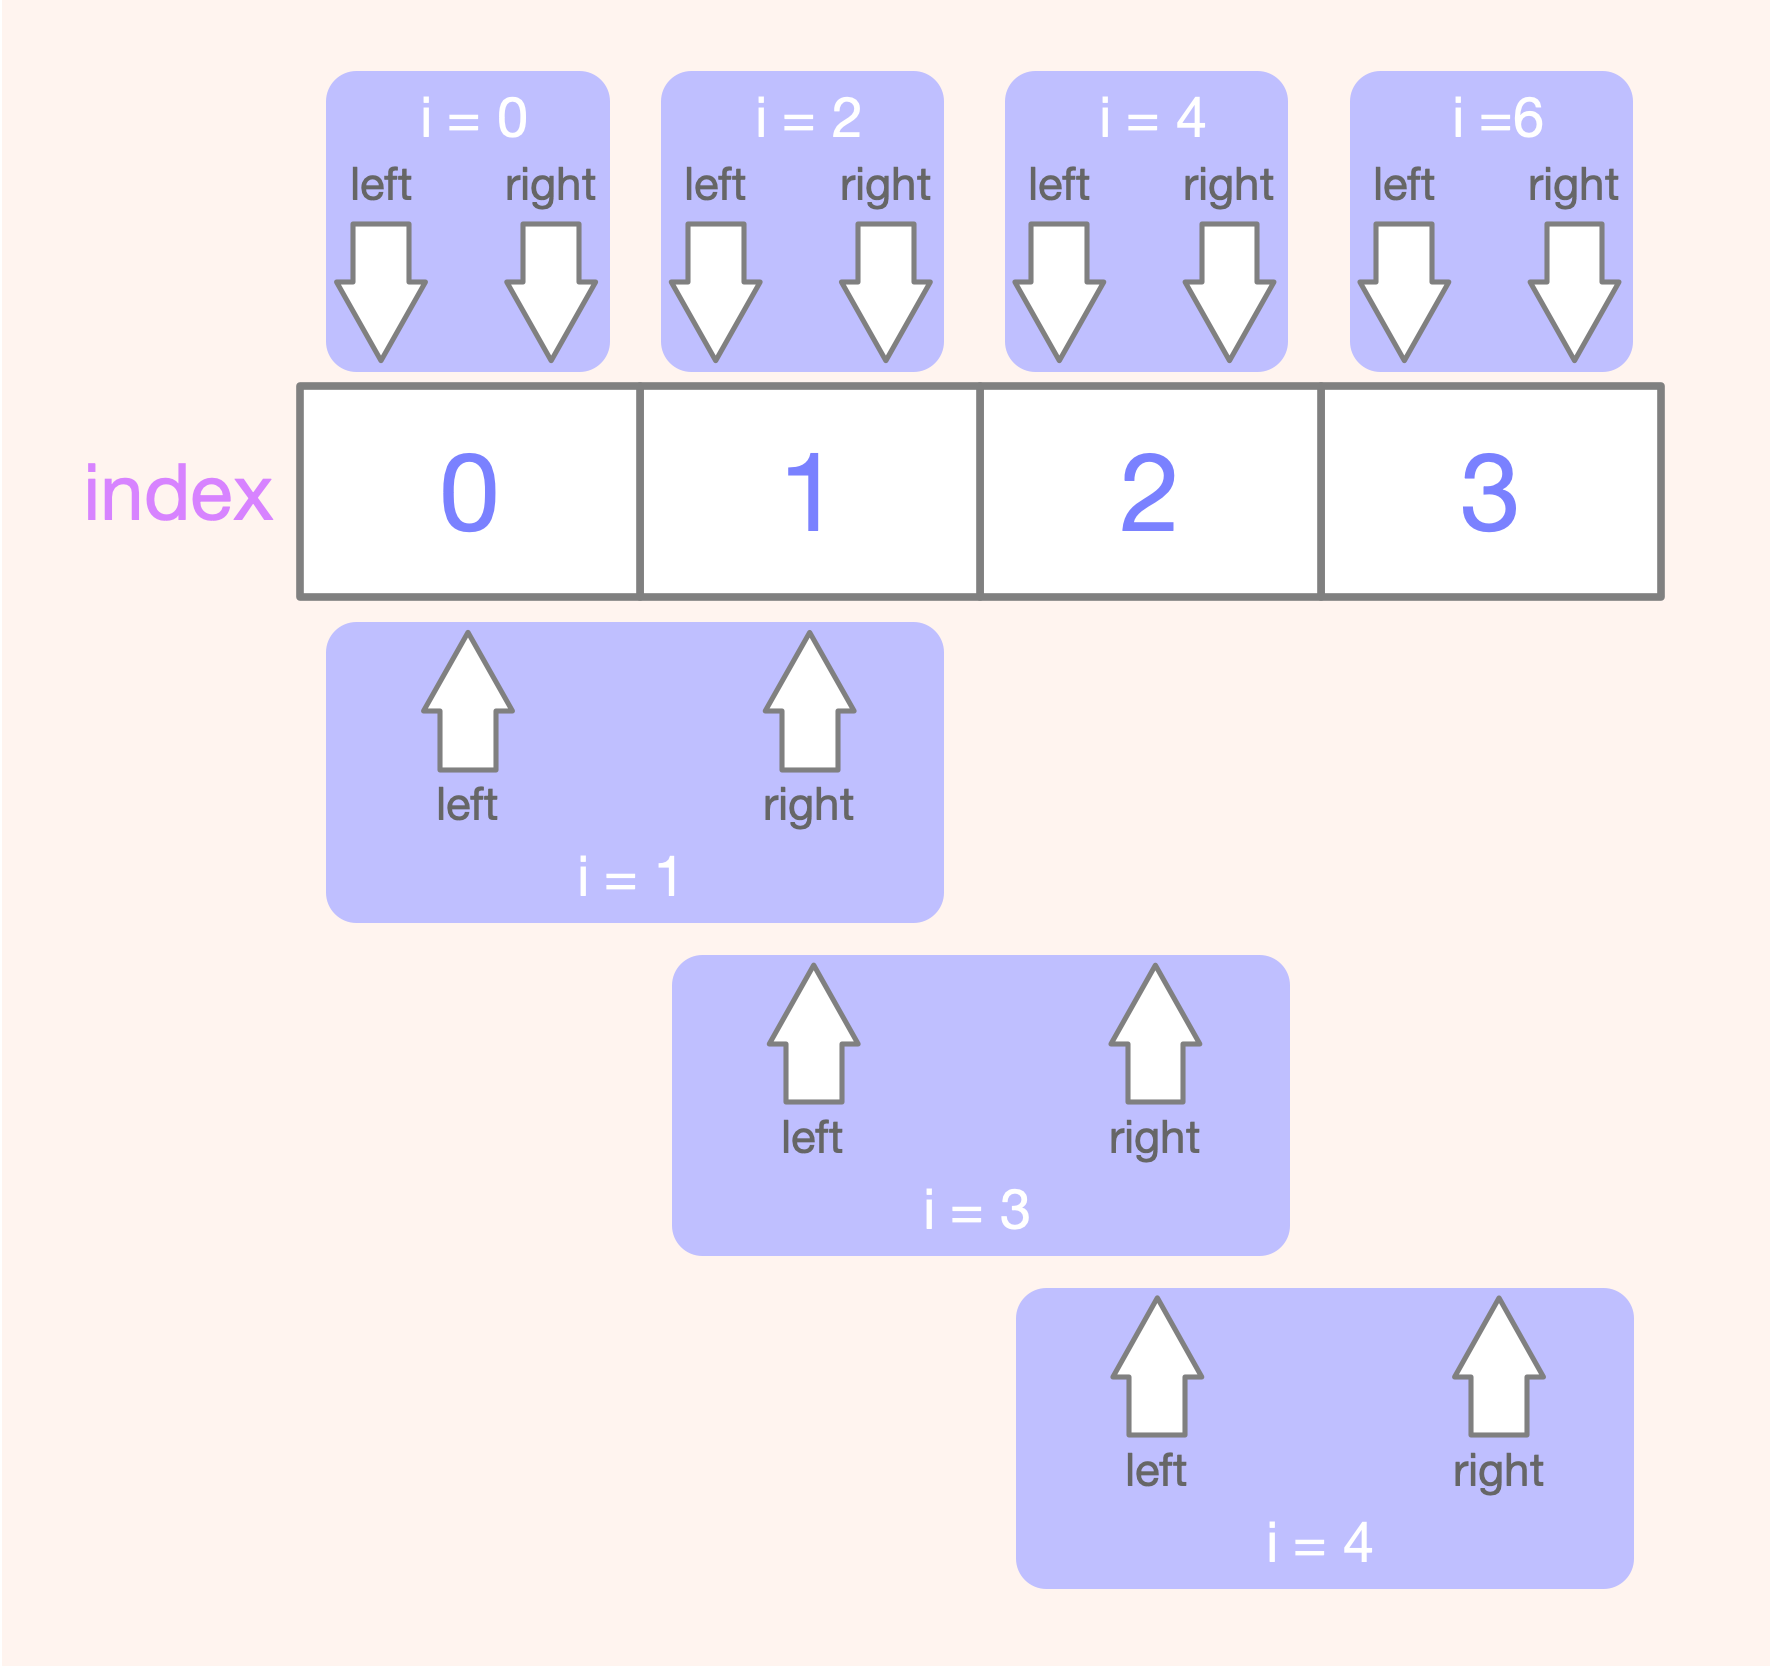 i = 0 i = 2 i = 4 i =6
left right left right left right left right
index 0 1 2 3
left right
i = 1
left right
i = 3
left right
i = 4